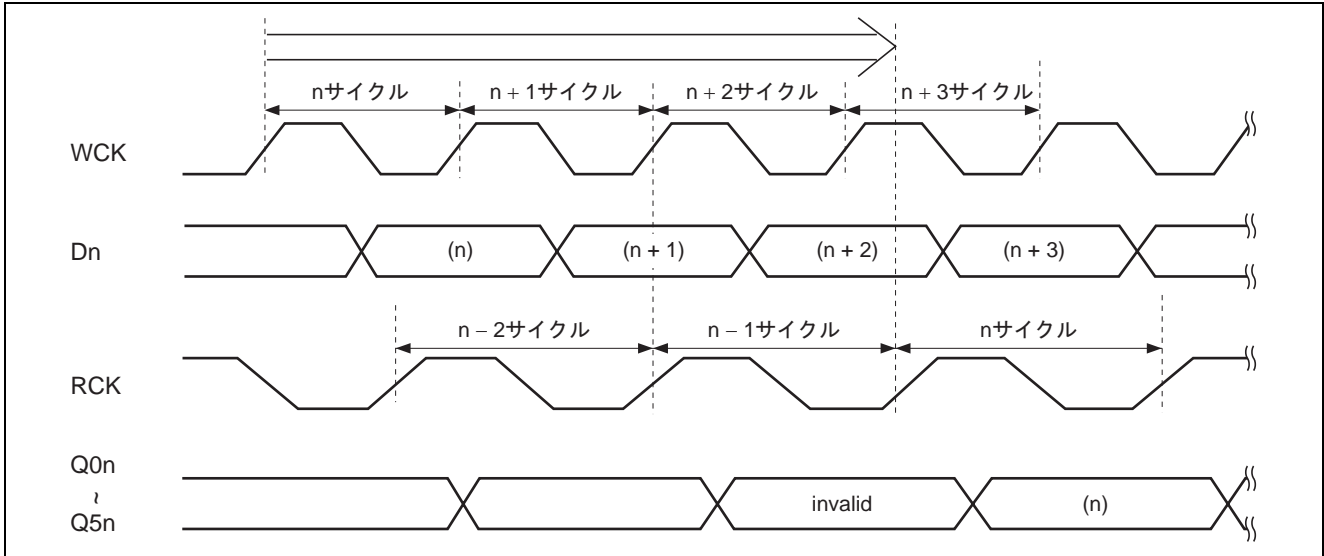 nサイクル n + 1サイクル n + 2サイクル n + 3サイクル
WCK
Dn (n) (n + 1) (n + 2) (n + 3)
n – 2サイクル n – 1サイクル nサイクル
RCK
Q0n
~
Q5n
invalid (n)